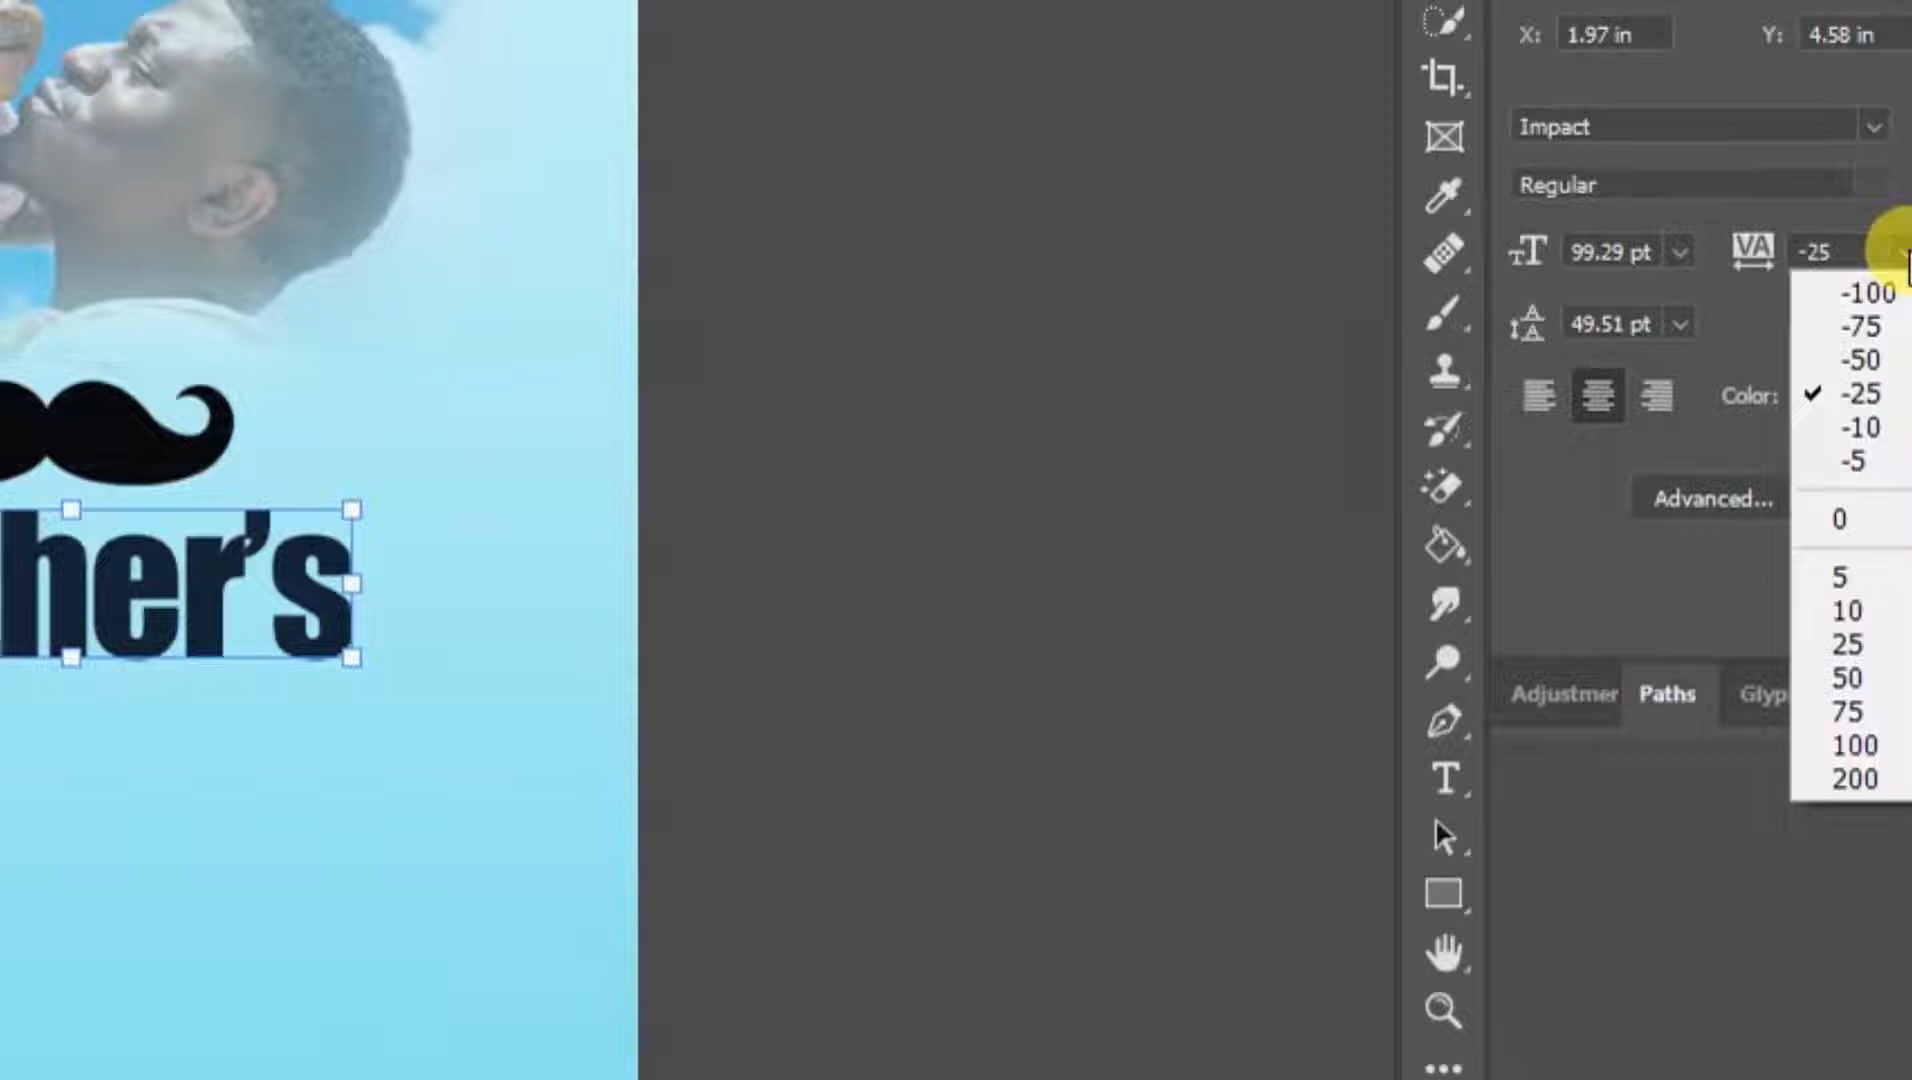 X: 1.97 in Y: 4.58 in
Impact
Regular
99.29 pt VA -25
49.51 pt
Color:
Advanced...
-100
-75
-50
-25
-10
-5
0
5
10
25
50
75
100
200
her's
Adjustmer Paths Glyp